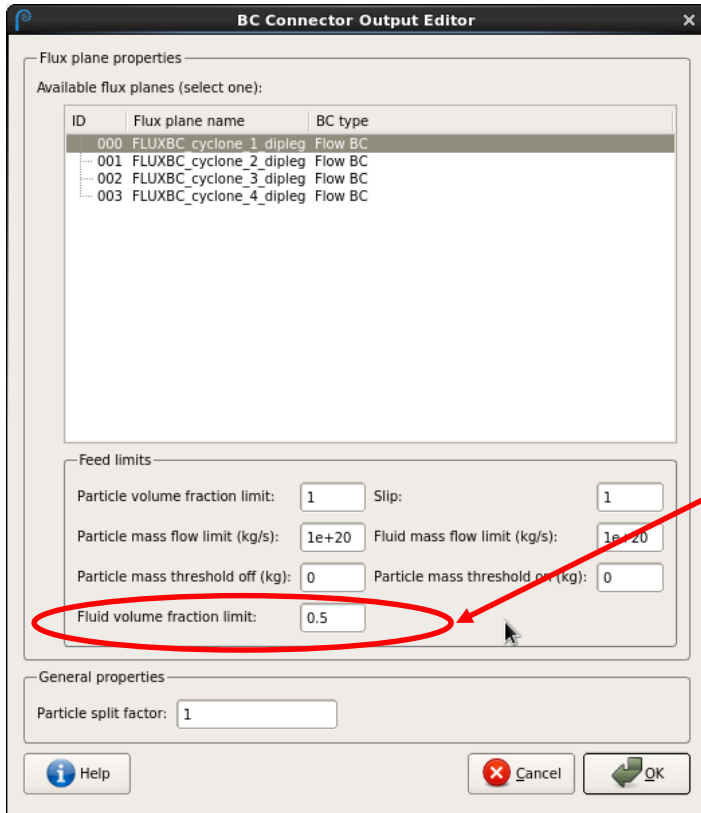 BC Connector Output Editor
Flux plane properties
Available flux planes (select one):
ID Flux plane name BC type
000 FLUXBC_cyclone_1_dipleg Flow BC
001 FLUXBC_cyclone_2_dipleg Flow BC
002 FLUXBC_cyclone_3_dipleg Flow BC
003 FLUXBC_cyclone_4_dipleg Flow BC
Feed limits
Particle volume fraction limit: 1 Slip: 1
Particle mass flow limit (kg/s): 1e+20 Fluid mass flow limit (kg/s): 1e+20
Particle mass threshold off (kg): 0 Particle mass threshold on (kg): 0
Fluid volume fraction limit: 0.5
General properties
Particle split factor: 1
Help Cancel OK